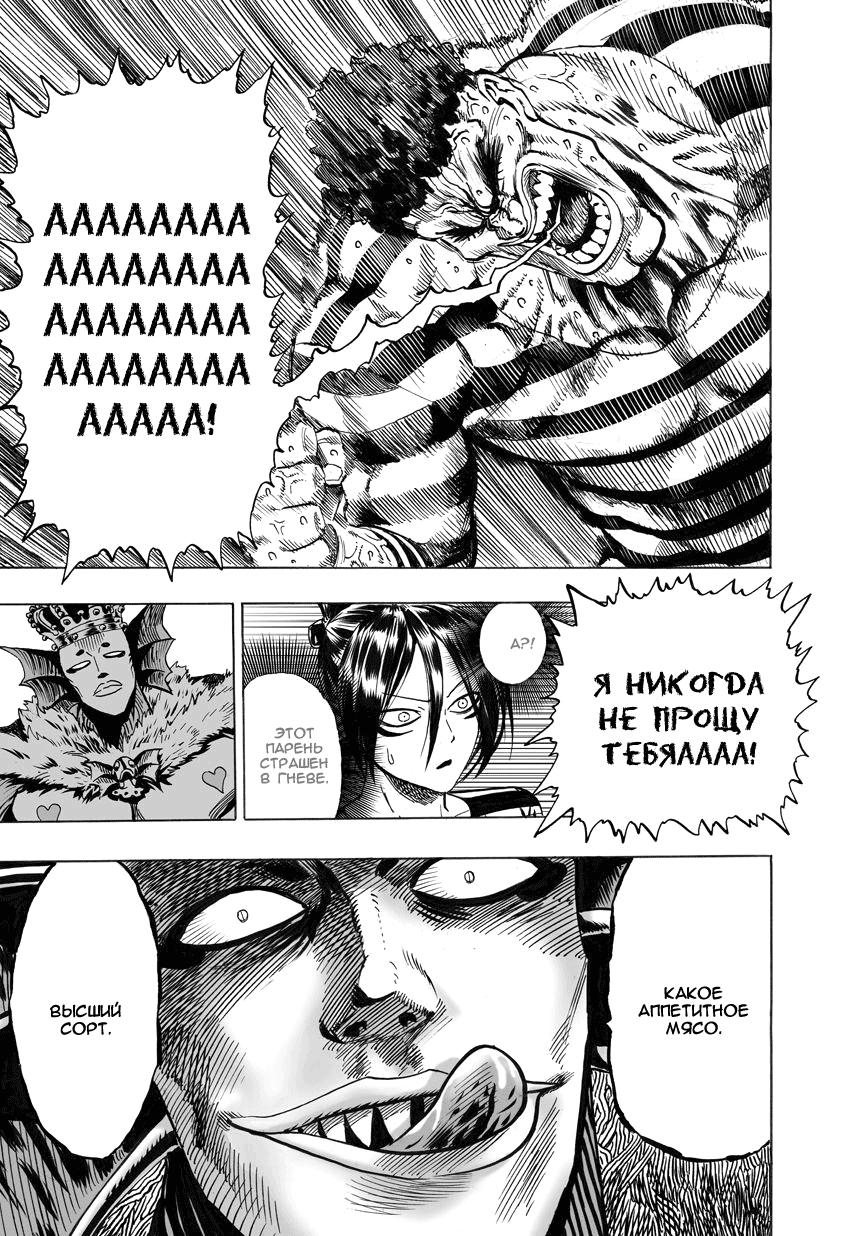 АААААААА
АААААААА
АААААААА
АААААААА
ААААА!
Я НИКОГДА
НЕ ПРОЩУ
ТЕБЯАААА!
А?!
ЭТОТ
ПАРЕНЬ
СТРАШЕН
В ГНЕВЕ.
КАКОЕ
АППЕТИТНОЕ
МЯСО.
ВЫСШИЙ
СОРТ.